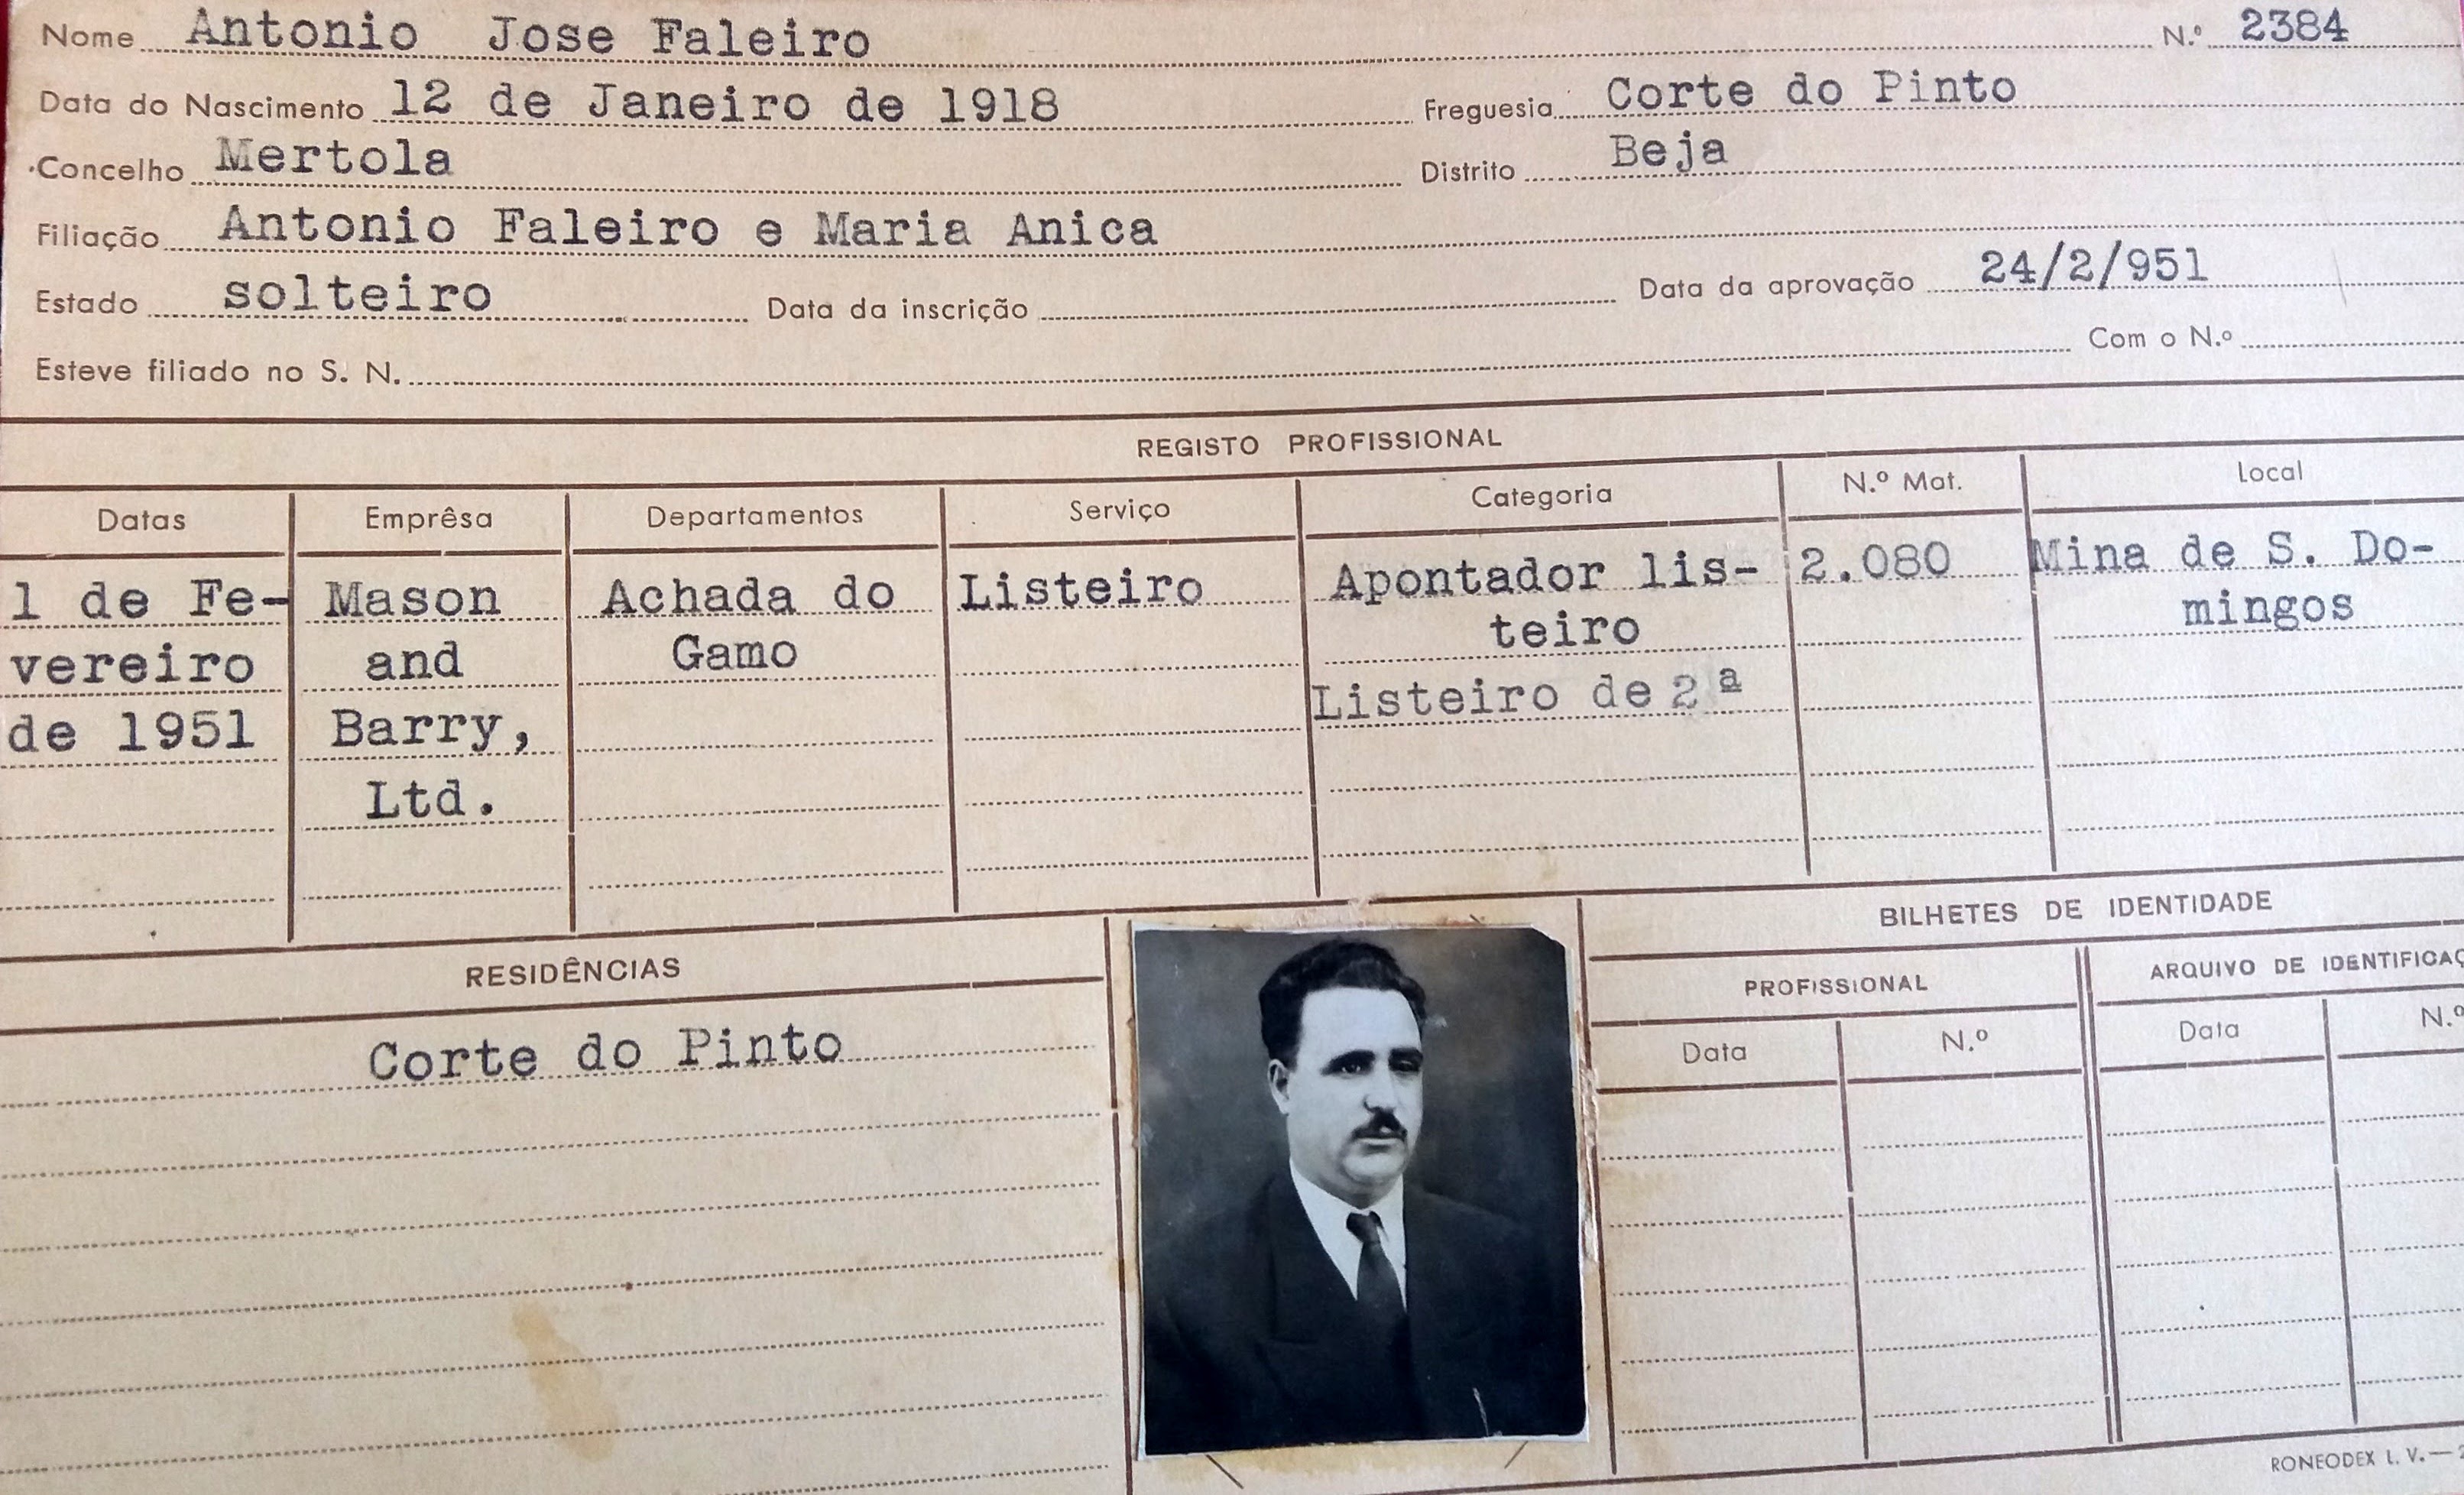 Nome Antonio Jose Faleiro N.º 2384
Data do Nascimento 12 de Janeiro de 1918 Freguesia Corte do Pinto
Concelho Mertola Distrito Beja
Filiação Antonio Faleiro e Maria Anica
Estado solteiro Data da inscrição Data da aprovação 24/2/951
Esteve filiado no S. N. Com o N.º
REGISTO PROFISSIONAL
Datas Emprêsa Departamentos Serviço Categoria N.º Mat. Local
1 de Fe- Mason Achada do Listeiro Apontador lis- 2.080 Mina de S. Do-
vereiro and Gamo teiro mingos
de 1951 Barry, Listeiro de 2ª
Ltd.
RESIDÊNCIAS
Corte do Pinto
BILHETES DE IDENTIDADE
PROFISSIONAL ARQUIVO DE IDENTIFICAÇ
Data N.º Data N.º
RONEODEX L. V.—